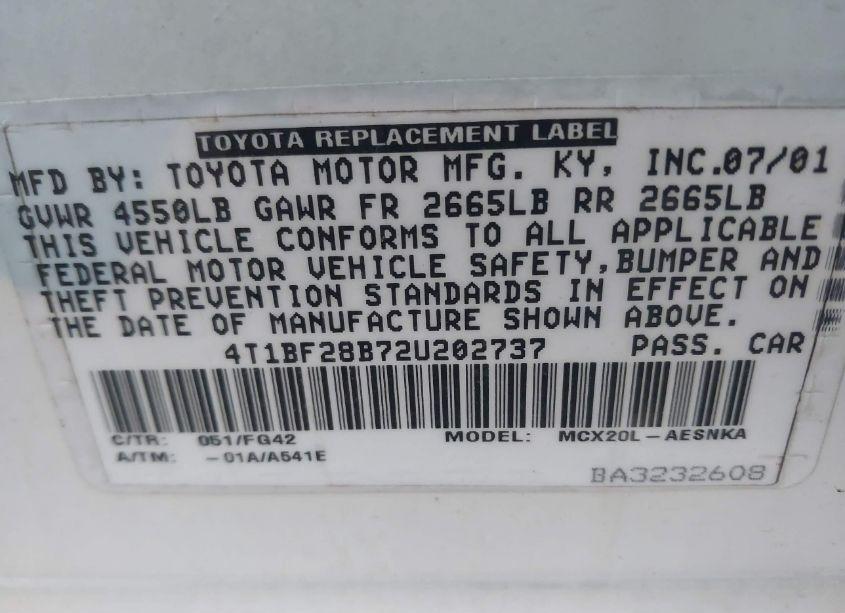 TOYOTA REPLACEMENT LABEL
MFD BY: TOYOTA MOTOR MFG. KY, INC.07/01
GVWR 4550LB GAWR FR 2665LB RR 2665LB
THIS VEHICLE CONFORMS TO ALL APPLICABLE
FEDERAL MOTOR VEHICLE SAFETY,BUMPER AND
THEFT PREVENTION STANDARDS IN EFFECT ON
THE DATE OF MANUFACTURE SHOWN ABOVE.
4T1BF28B72U202737 PASS. CAR
C/TR: 051/FG42 MODEL: MCX20L-AESNKA
A/TM: -01A/A541E
BA3232608